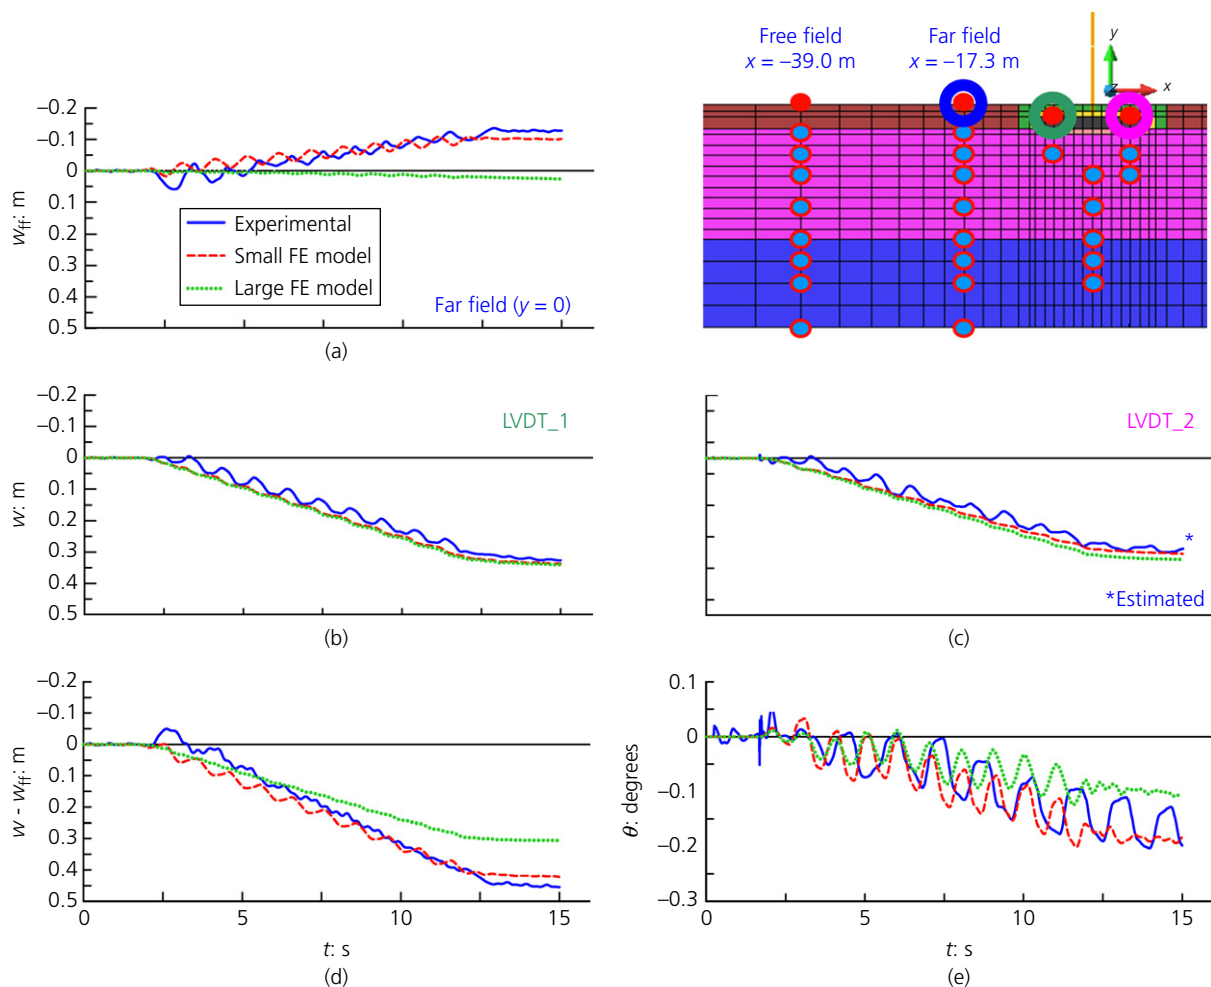 Free field
x = –39.0 m
Far field
x = –17.3 m
y
z
x
–0.2
–0.1
0
0.1
0.2
0.3
0.4
0.5
wff: m
Experimental
Small FE model
Large FE model
Far field (y = 0)
(a)
–0.2
–0.1
0
0.1
0.2
0.3
0.4
0.5
w: m
LVDT_1
(b)
LVDT_2
*
*Estimated
(c)
–0.2
–0.1
0
0.1
0.2
0.3
0.4
0.5
w - wff: m
0
5
10
15
t: s
(d)
0.1
0
–0.1
–0.2
–0.3
θ: degrees
0
5
10
15
t: s
(e)